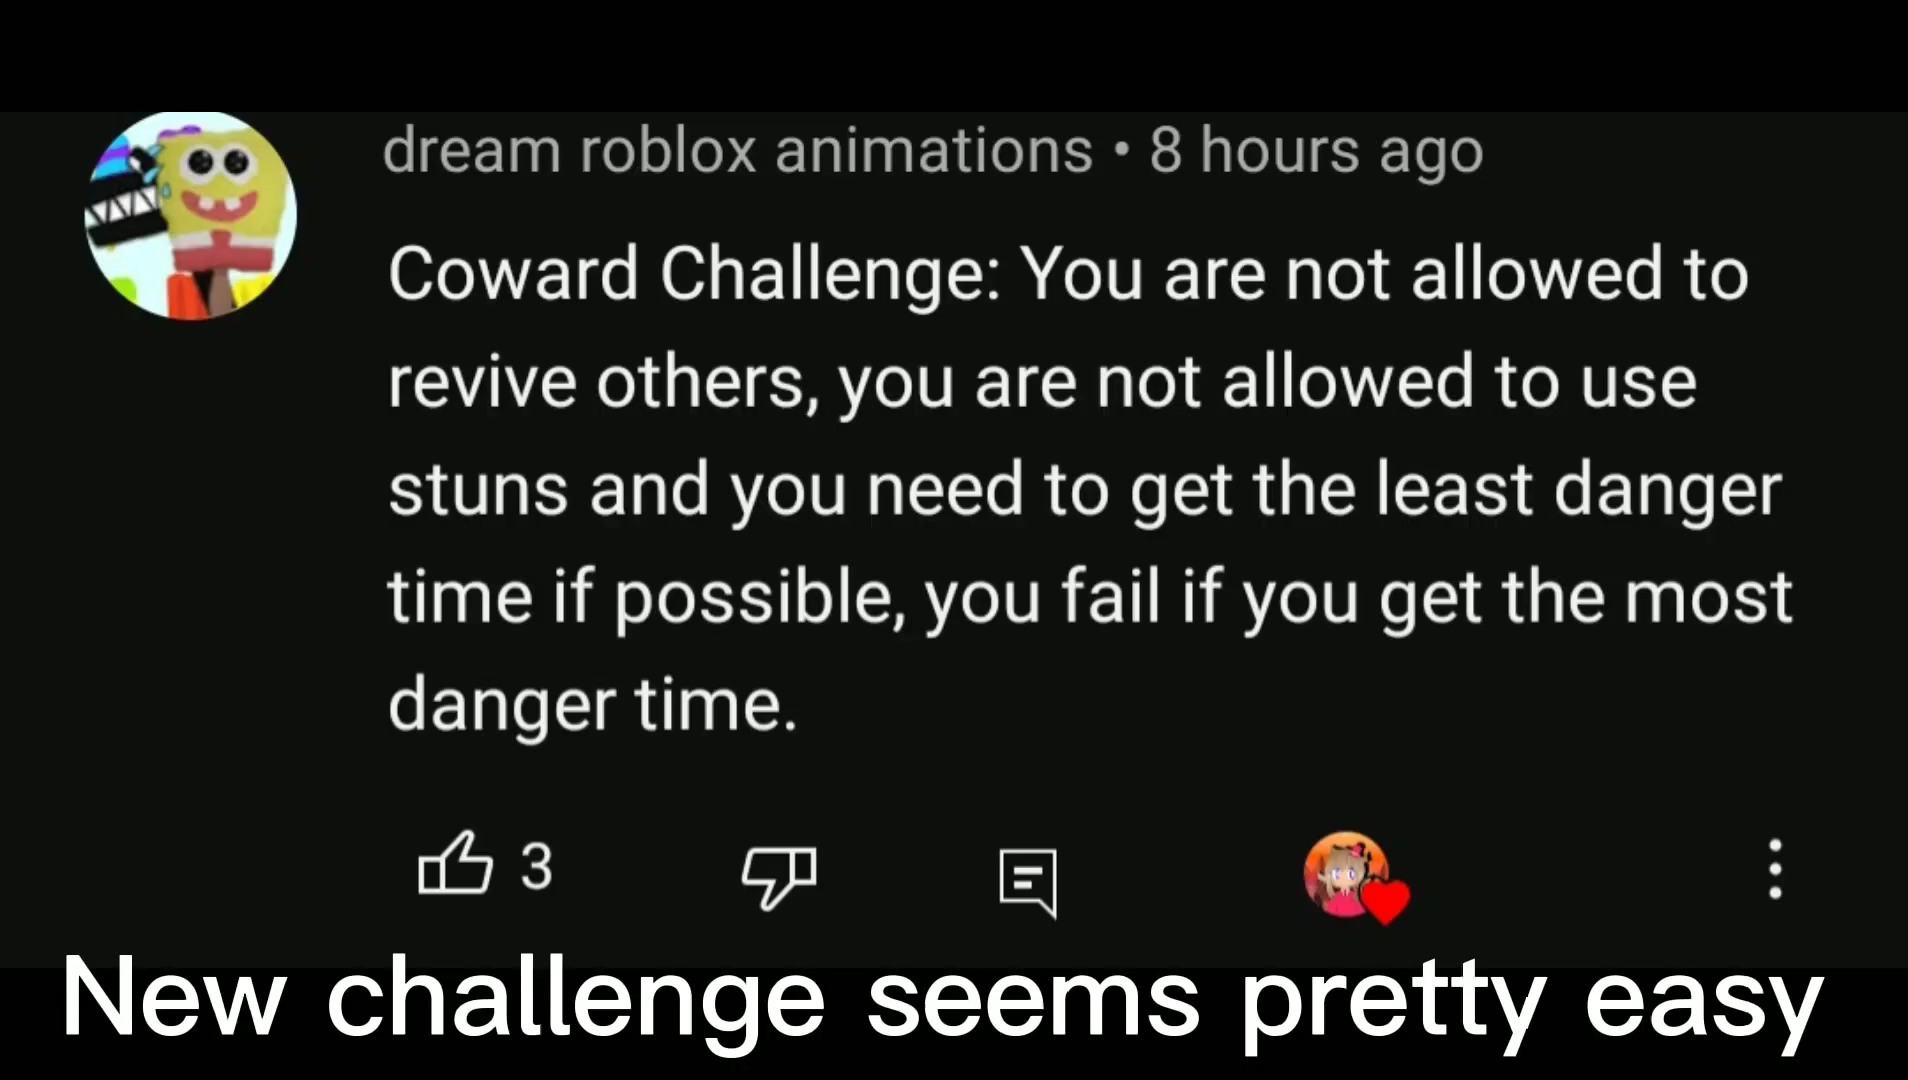 dream roblox animations • 8 hours ago
Coward Challenge: You are not allowed to
revive others, you are not allowed to use
stuns and you need to get the least danger
time if possible, you fail if you get the most
danger time.
3
New challenge seems pretty easy